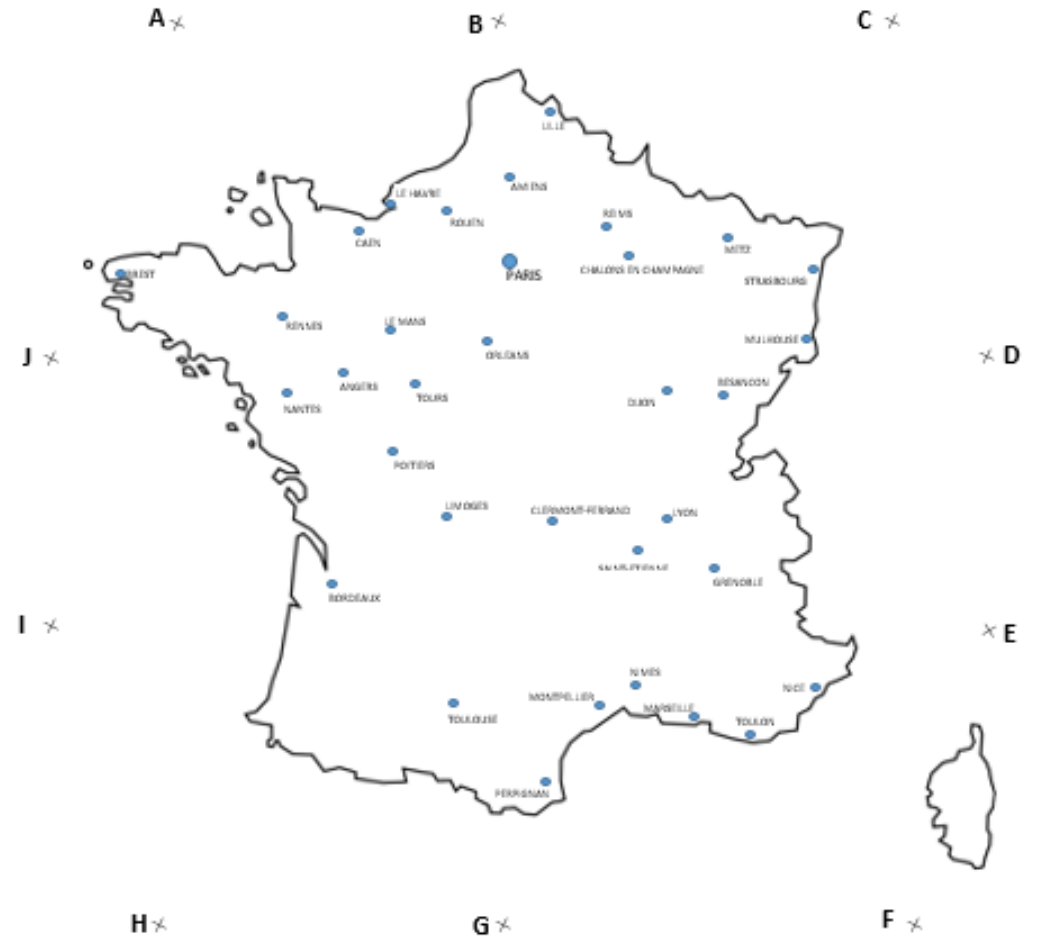 A
B
C
LILLE
AMIENS
LE HAVRE
ROUEN
REIMS
CAEN
METZ
PARIS
CHALONS EN CHAMPAGNE
BREST
STRASBOURG
RENNES
LE MANS
MULHOUSE
ORLEANS
J
D
ANGERS
BESANCON
TOURS
DIJON
NANTES
POITIERS
LIMOGES
CLERMONT-FERRAND
LYON
SAINT-ETIENNE
GRENOBLE
BORDEAUX
I
E
NIMES
NICE
MONTPELLIER
MARSEILLE
TOULOUSE
TOULON
PERPIGNAN
H
G
F